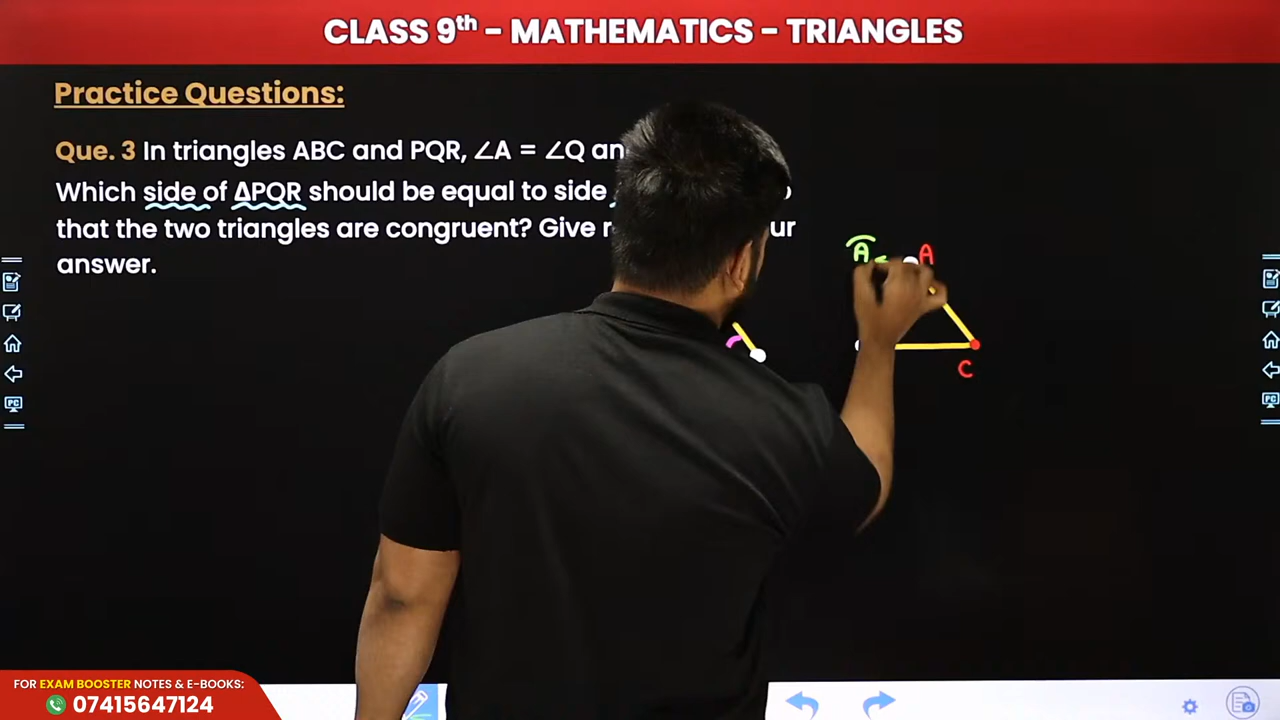 CLASS 9th - MATHEMATICS - TRIANGLES
Practice Questions:
Que. 3 In triangles ABC and PQR, ∠A = ∠Q an
Which side of ΔPQR should be equal to side
that the two triangles are congruent? Give r ur
answer.
A A
C
FOR EXAM BOOSTER NOTES & E-BOOKS:
07415647124
PC
PC